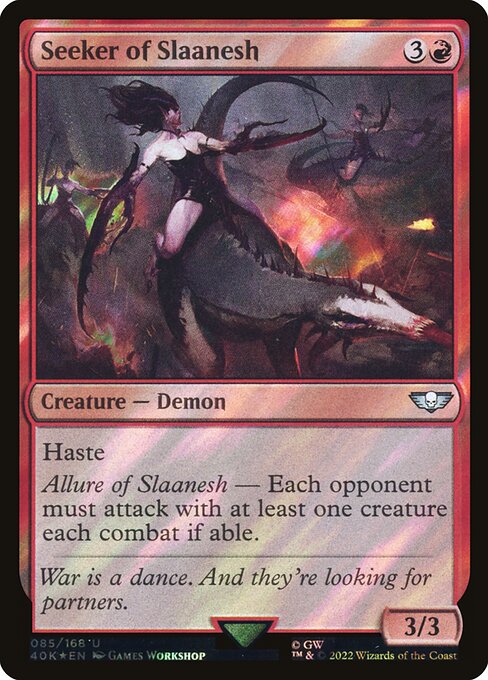 Seeker of Slaanesh 3
Creature — Demon
Haste
Allure of Slaanesh — Each opponent
must attack with at least one creature
each combat if able.
War is a dance. And they're looking for
partners.
3/3
085/168 U
40K★EN Games Workshop
© GW
™ & © 2022 Wizards of the Coast